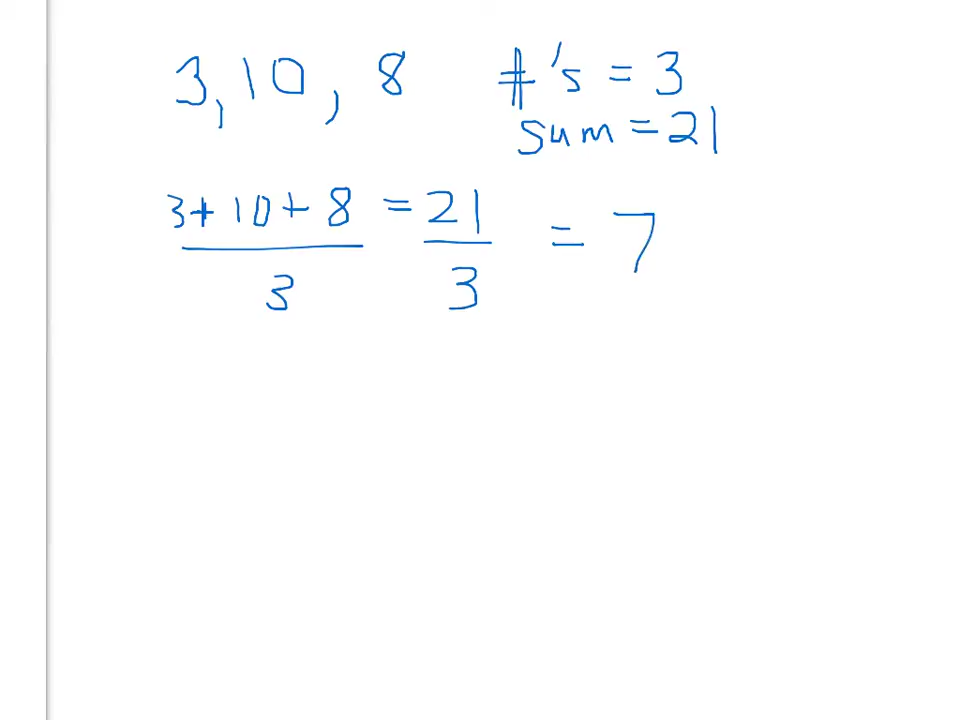 3, 10, 8 #'s = 3
sum = 21
3+10+8 = 21 = 7
3 3